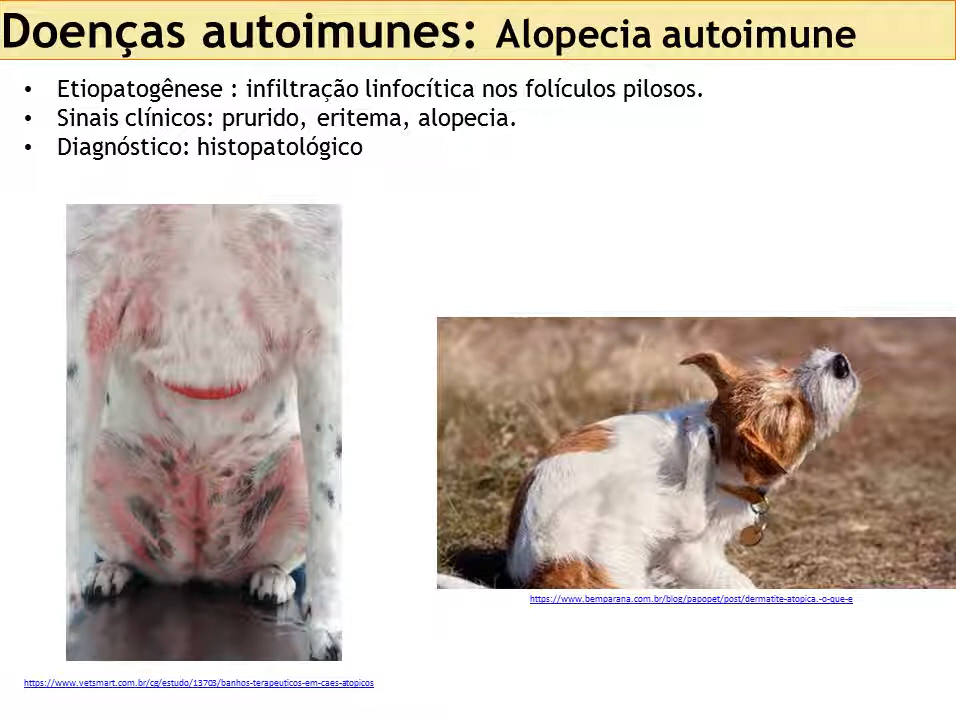 Doenças autoimunes: Alopecia autoimune
• Etiopatogênese : infiltração linfocítica nos folículos pilosos.
• Sinais clínicos: prurido, eritema, alopecia.
• Diagnóstico: histopatológico
https://www.bemparana.com.br/blog/papopet/post/dermatite-atopica.-o-que-e
https://www.vetsmart.com.br/cg/estudo/13703/banhos-terapeuticos-em-caes-atopicos